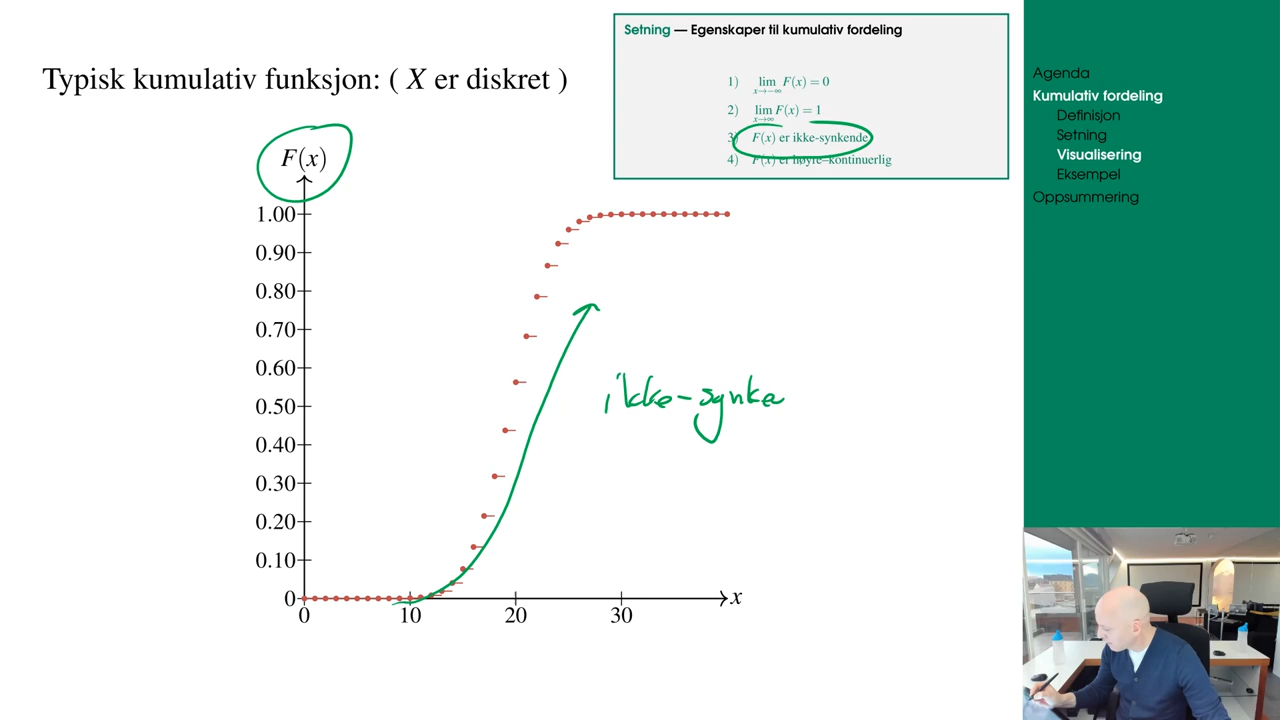 Typisk kumulativ funksjon: ( X er diskret )
Setning — Egenskaper til kumulativ fordeling
1) lim x→−∞ F(x) = 0
2) lim x→∞ F(x) = 1
3) F(x) er ikke-synkende
4) F(x) er høyre-kontinuerlig
F(x)
1.00
0.90
0.80
0.70
0.60
0.50
0.40
0.30
0.20
0.10
0
0 10 20 30
x
ikke-synke
Agenda
Kumulativ fordeling
Definisjon
Setning
Visualisering
Eksempel
Oppsummering